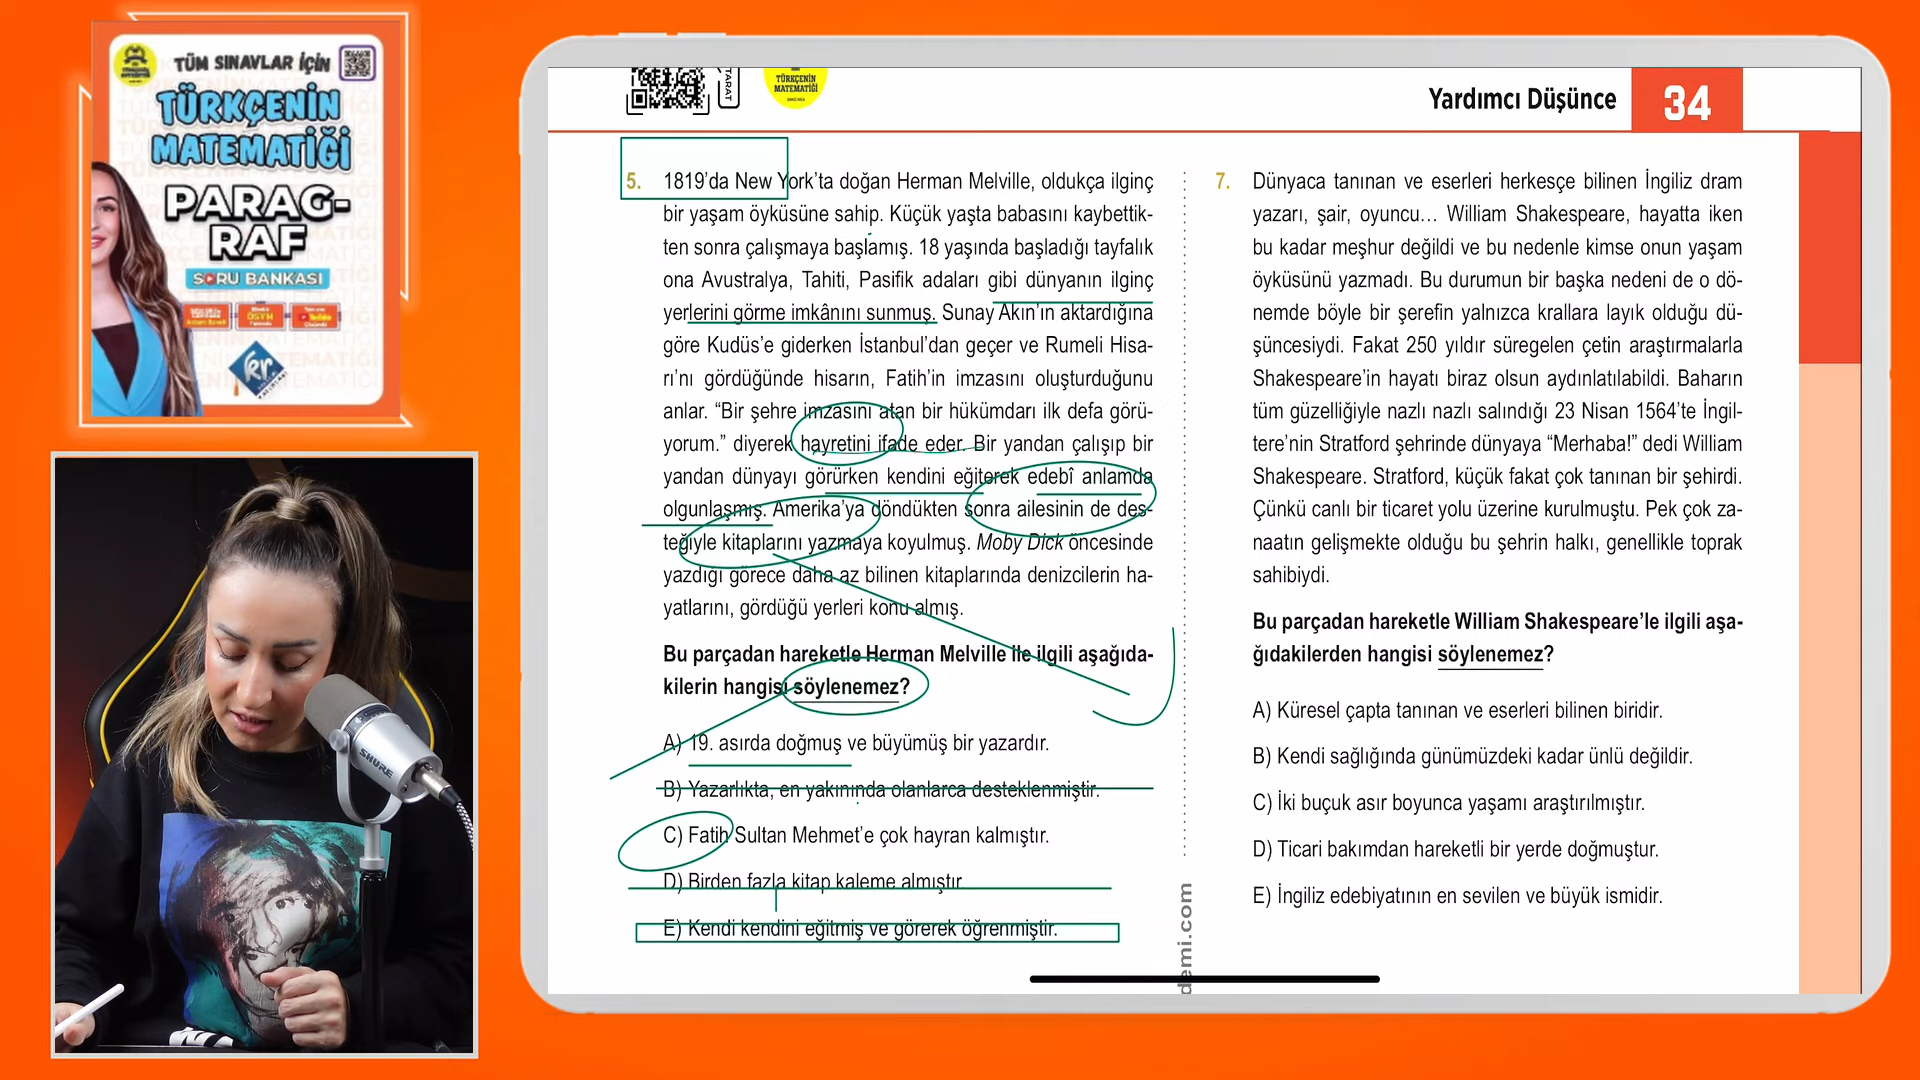 TÜM SINAVLAR İÇİN
TÜRKÇENİN
MATEMATİĞİ
PARAG-
RAF
SORU BANKASI
ÖSYM
TÜRKÇENİN
MATEMATİĞİ
Yardımcı Düşünce
34
5. 1819’da New York’ta doğan Herman Melville, oldukça ilginç
bir yaşam öyküsüne sahip. Küçük yaşta babasını kaybettik-
ten sonra çalışmaya başlamış. 18 yaşında başladığı tayfalık
ona Avustralya, Tahiti, Pasifik adaları gibi dünyanın ilginç
yerlerini görme imkânını sunmuş. Sunay Akın’ın aktardığına
göre Kudüs’e giderken İstanbul’dan geçer ve Rumeli Hisa-
rı’nı gördüğünde hisarın, Fatih’in imzasını oluşturduğunu
anlar. “Bir şehre imzasını atan bir hükümdarı ilk defa görü-
yorum.” diyerek hayretini ifade eder. Bir yandan çalışıp bir
yandan dünyayı görürken kendini eğiterek edebî anlamda
olgunlaşmış. Amerika’ya döndükten sonra ailesinin de des-
teğiyle kitaplarını yazmaya koyulmuş. Moby Dick öncesinde
yazdığı görece daha az bilinen kitaplarında denizcilerin ha-
yatlarını, gördüğü yerleri konu almış.
Bu parçadan hareketle Herman Melville ile ilgili aşağıda-
kilerin hangisi söylenemez?
A) 19. asırda doğmuş ve büyümüş bir yazardır.
B) Yazarlıkta, en yakınında olanlarca desteklenmiştir.
C) Fatih Sultan Mehmet’e çok hayran kalmıştır.
D) Birden fazla kitap kaleme almıştır
E) Kendi kendini eğitmiş ve görerek öğrenmiştir.
7. Dünyaca tanınan ve eserleri herkesçe bilinen İngiliz dram
yazarı, şair, oyuncu… William Shakespeare, hayatta iken
bu kadar meşhur değildi ve bu nedenle kimse onun yaşam
öyküsünü yazmadı. Bu durumun bir başka nedeni de o dö-
nemde böyle bir şerefin yalnızca krallara layık olduğu dü-
şüncesiydi. Fakat 250 yıldır süregelen çetin araştırmalarla
Shakespeare’in hayatı biraz olsun aydınlatılabildi. Baharın
tüm güzelliğiyle nazlı nazlı salındığı 23 Nisan 1564’te İngil-
tere’nin Stratford şehrinde dünyaya “Merhaba!” dedi William
Shakespeare. Stratford, küçük fakat çok tanınan bir şehirdi.
Çünkü canlı bir ticaret yolu üzerine kurulmuştu. Pek çok za-
naatın gelişmekte olduğu bu şehrin halkı, genellikle toprak
sahibiydi.
Bu parçadan hareketle William Shakespeare’le ilgili aşa-
ğıdakilerden hangisi söylenemez?
A) Küresel çapta tanınan ve eserleri bilinen biridir.
B) Kendi sağlığında günümüzdeki kadar ünlü değildir.
C) İki buçuk asır boyunca yaşamı araştırılmıştır.
D) Ticari bakımdan hareketli bir yerde doğmuştur.
E) İngiliz edebiyatının en sevilen ve büyük ismidir.
demi.com
SHURE